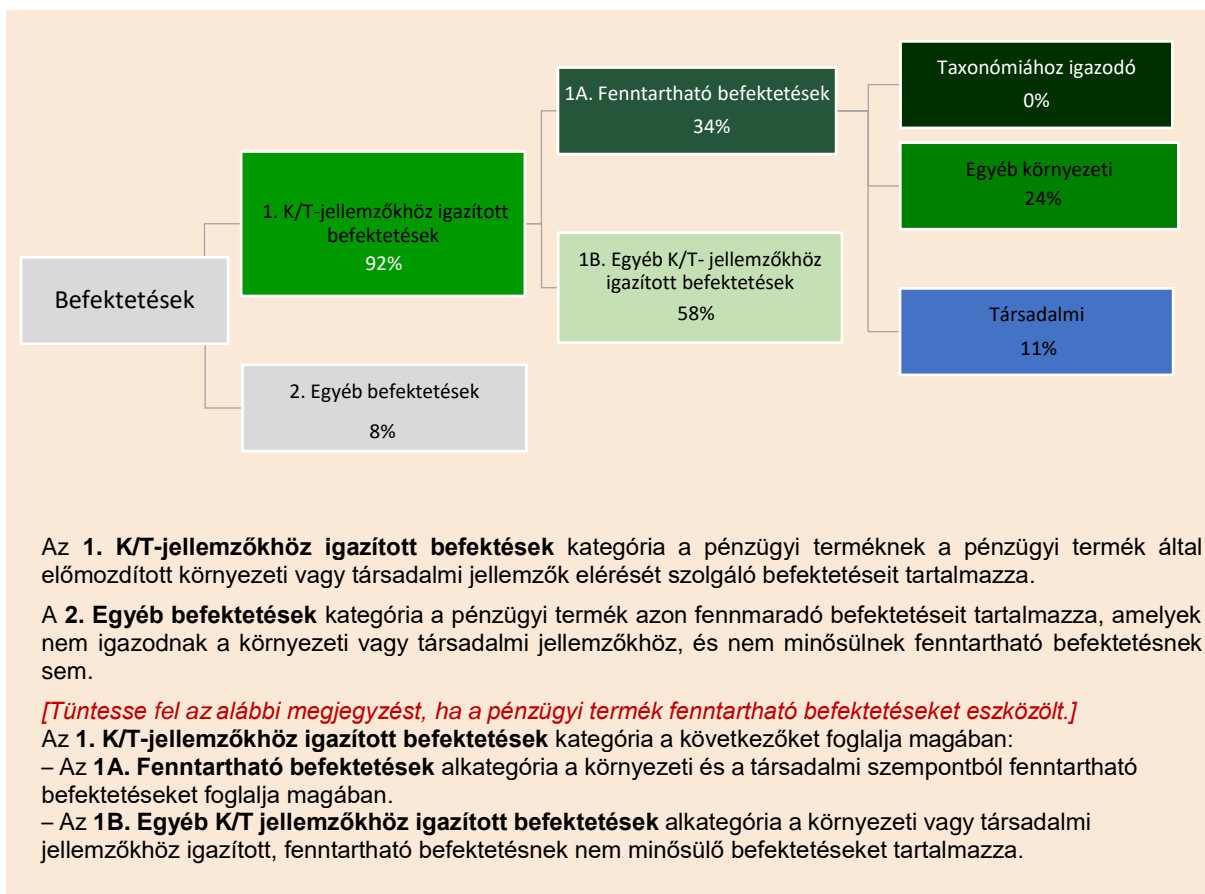 Befektetések
1. K/T-jellemzőkhöz igazított
befektetések
92%
2. Egyéb befektetések
8%
1A. Fenntartható befektetések
34%
1B. Egyéb K/T- jellemzőkhöz
igazított befektetések
58%
Taxonómiához igazodó
0%
Egyéb környezeti
24%
Társadalmi
11%
Az 1. K/T-jellemzőkhöz igazított befektések kategória a pénzügyi terméknek a pénzügyi termék által
előmozdított környezeti vagy társadalmi jellemzők elérését szolgáló befektetéseit tartalmazza.
A 2. Egyéb befektetések kategória a pénzügyi termék azon fennmaradó befektetéseit tartalmazza, amelyek
nem igazodnak a környezeti vagy társadalmi jellemzőkhöz, és nem minősülnek fenntartható befektetésnek
sem.
[Tüntesse fel az alábbi megjegyzést, ha a pénzügyi termék fenntartható befektetéseket eszközölt.]
Az 1. K/T-jellemzőkhöz igazított befektetések kategória a következőket foglalja magában:
– Az 1A. Fenntartható befektetések alkategória a környezeti és a társadalmi szempontból fenntartható
befektetéseket foglalja magában.
– Az 1B. Egyéb K/T jellemzőkhöz igazított befektetések alkategória a környezeti vagy társadalmi
jellemzőkhöz igazított, fenntartható befektetésnek nem minősülő befektetéseket tartalmazza.